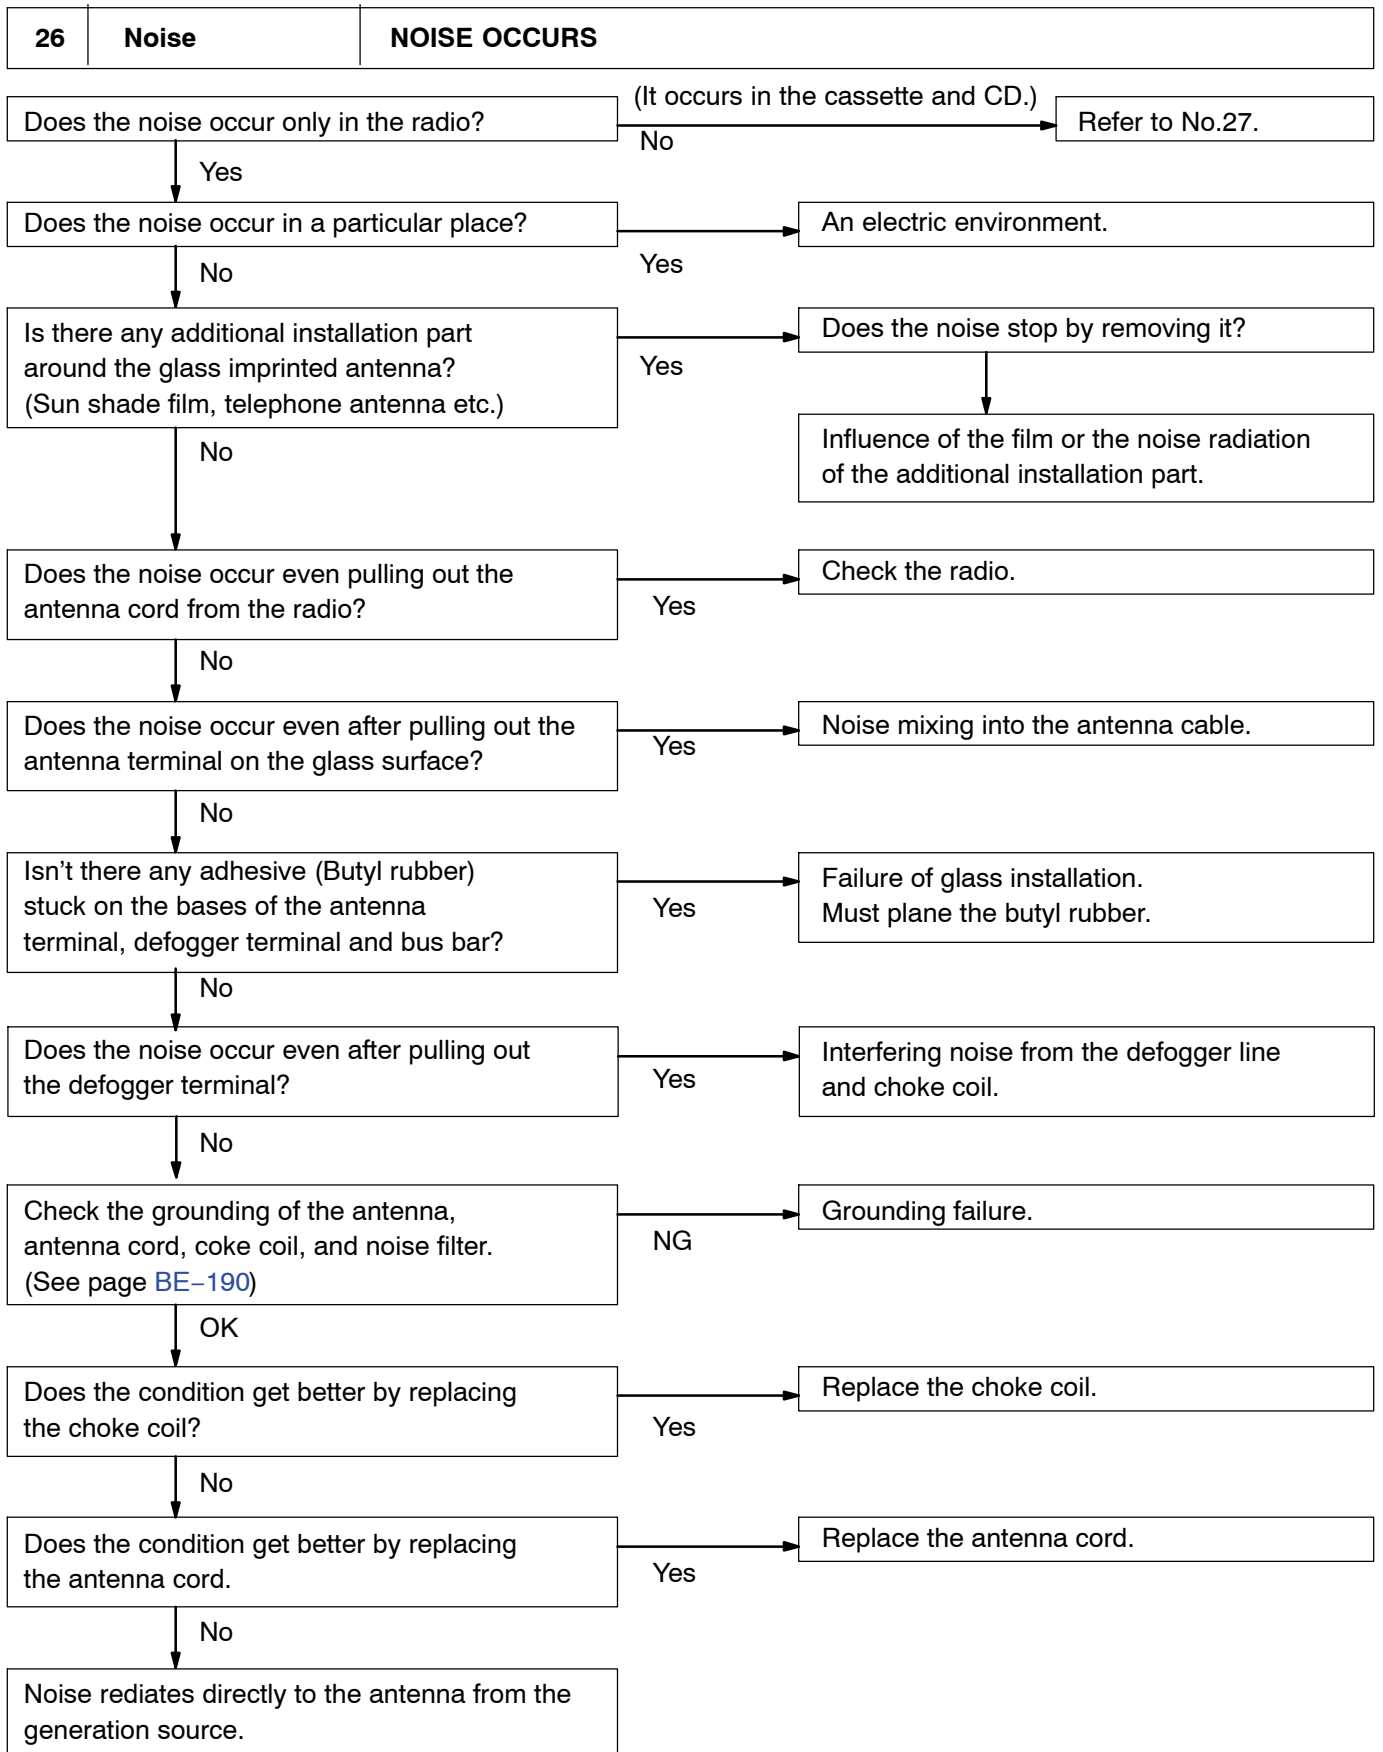 26 Noise NOISE OCCURS
(It occurs in the cassette and CD.)
Does the noise occur only in the radio?
Refer to No.27.
No
Yes
Does the noise occur in a particular place?
An electric environment.
Yes
No
Is there any additional installation part
around the glass imprinted antenna?
(Sun shade film, telephone antenna etc.)
Does the noise stop by removing it?
Yes
Influence of the film or the noise radiation
of the additional installation part.
No
Does the noise occur even pulling out the
antenna cord from the radio?
Check the radio.
Yes
No
Does the noise occur even after pulling out the
antenna terminal on the glass surface?
Noise mixing into the antenna cable.
Yes
No
Isn't there any adhesive (Butyl rubber)
stuck on the bases of the antenna
terminal, defogger terminal and bus bar?
Failure of glass installation.
Must plane the butyl rubber.
Yes
No
Does the noise occur even after pulling out
the defogger terminal?
Interfering noise from the defogger line
and choke coil.
Yes
No
Check the grounding of the antenna,
antenna cord, coke coil, and noise filter.
(See page BE–190)
Grounding failure.
NG
OK
Does the condition get better by replacing
the choke coil?
Replace the choke coil.
Yes
No
Does the condition get better by replacing
the antenna cord.
Replace the antenna cord.
Yes
No
Noise rediates directly to the antenna from the
generation source.